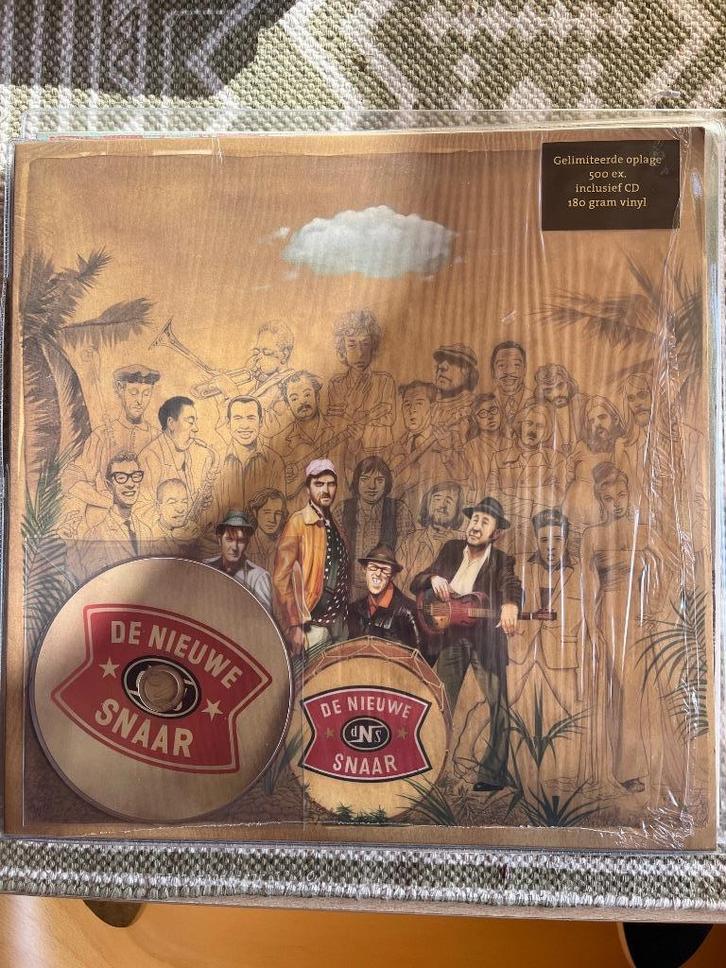 Gelimiteerde oplage
500 ex.
inclusief CD
180 gram vinyl
DE NIEUWE
SNAAR
DE NIEUWE
dNS
SNAAR